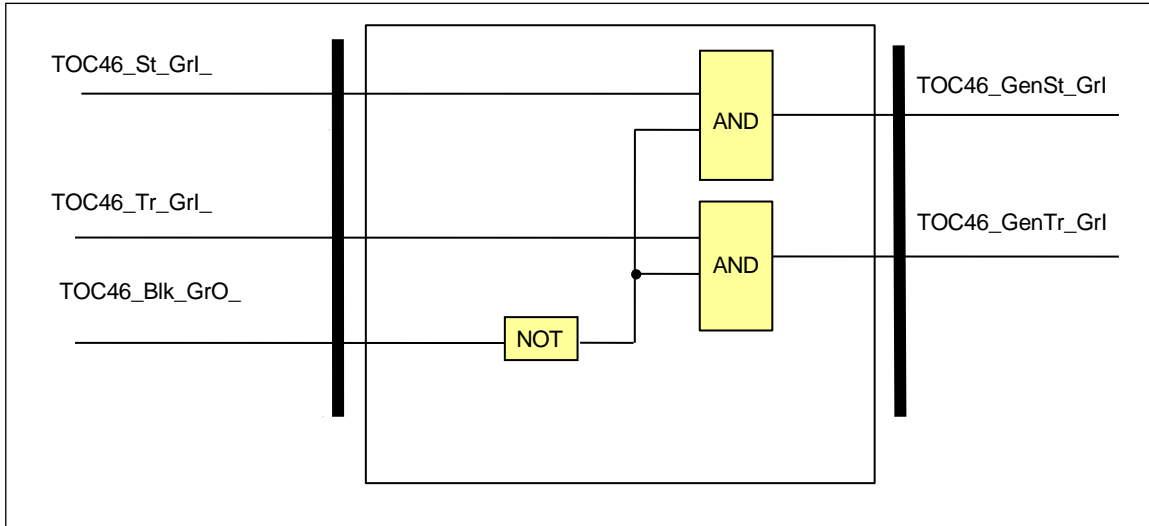 TOC46_St_GrI_
TOC46_GenSt_GrI
AND
TOC46_Tr_GrI_
TOC46_GenTr_GrI
AND
TOC46_Blk_GrO_
NOT